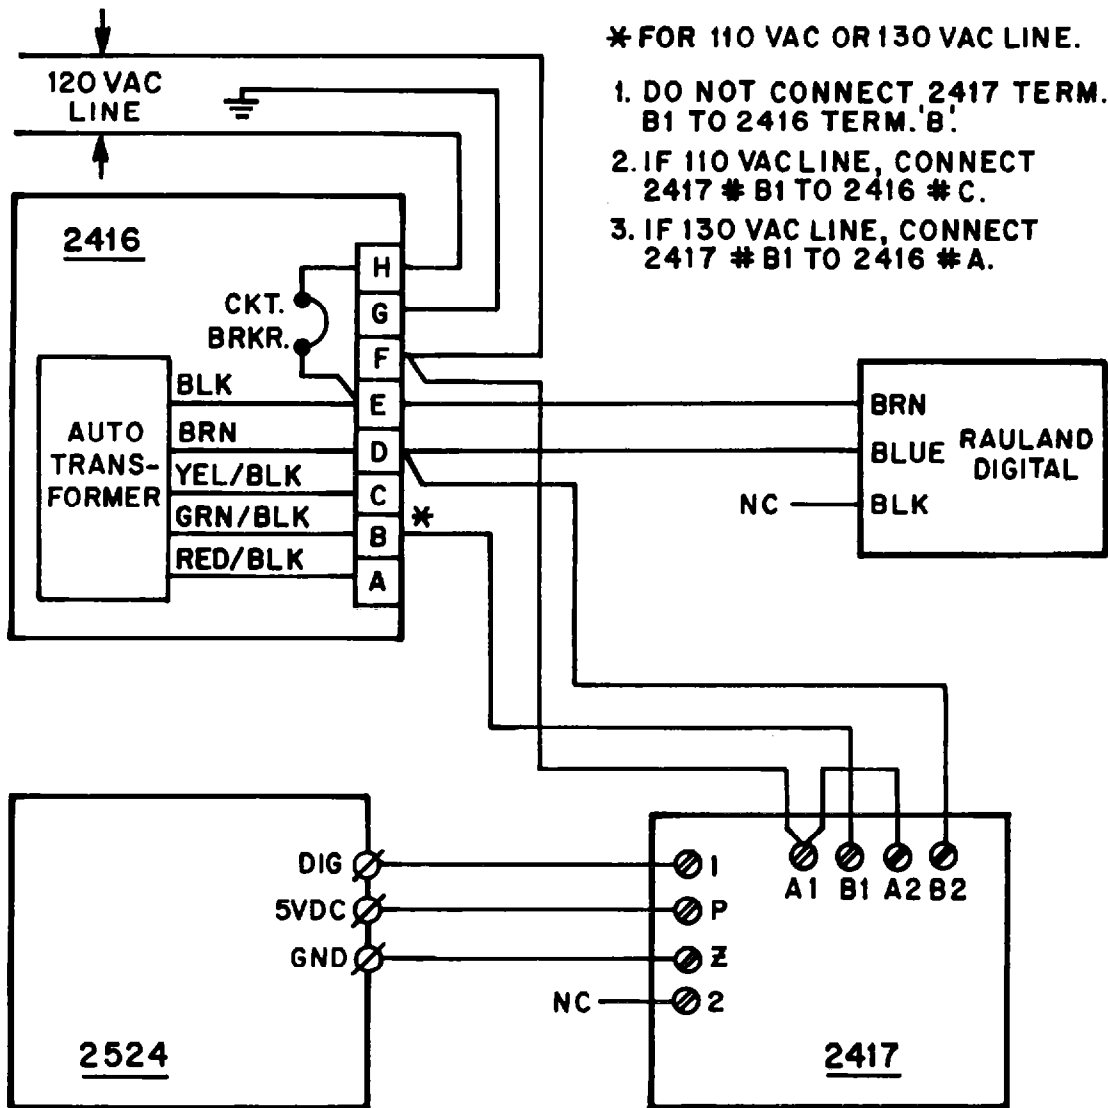 120 VAC
LINE
* FOR 110 VAC OR 130 VAC LINE.
1. DO NOT CONNECT 2417 TERM.
B1 TO 2416 TERM. 'B'.
2. IF 110 VAC LINE, CONNECT
2417 # B1 TO 2416 # C.
3. IF 130 VAC LINE, CONNECT
2417 # B1 TO 2416 # A.
2416
CKT.
BRKR.
H
G
F
E
D
C
B
A
AUTO
TRANS-
FORMER
BLK
BRN
YEL/BLK
GRN/BLK
RED/BLK
*
BRN
BLUE
BLK
RAULAND
DIGITAL
NC
DIG
5VDC
GND
2524
NC
1
P
Z
2
A1 B1 A2 B2
2417